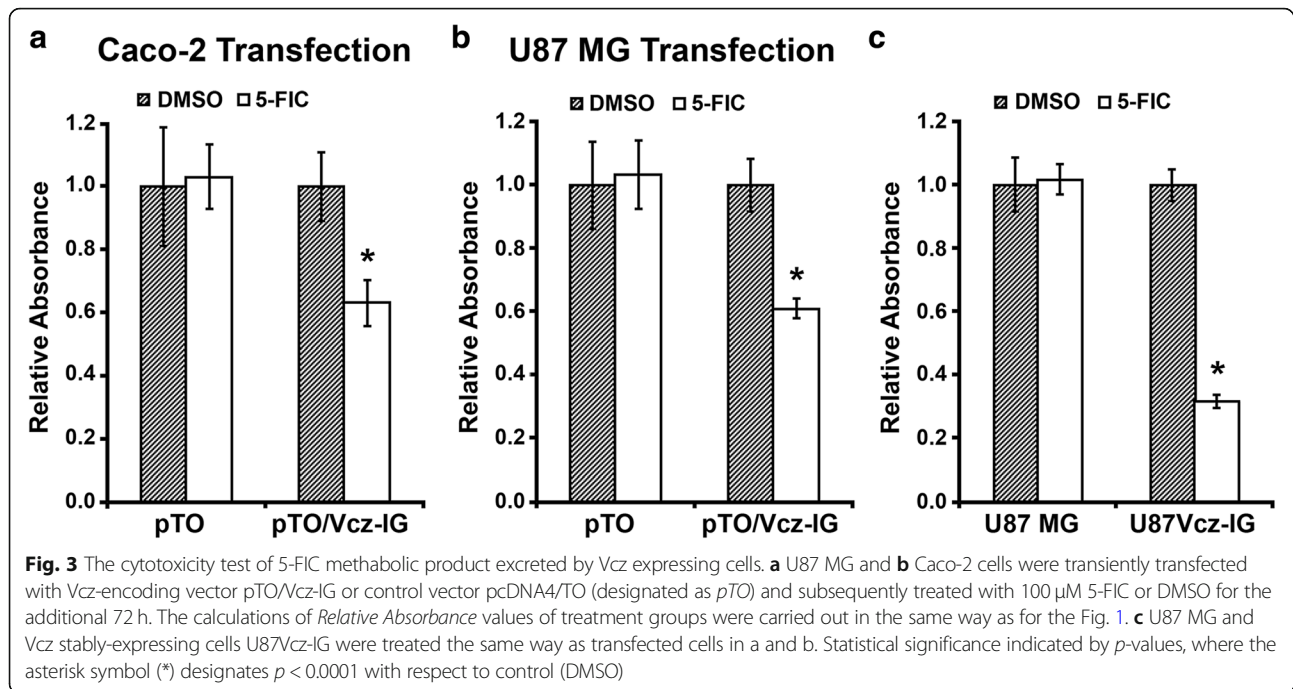 a Caco-2 Transfection b U87 MG Transfection c
DMSO 5-FIC DMSO 5-FIC DMSO 5-FIC
Relative Absorbance
1.2
1.0
0.8
0.6
0.4
0.2
0.0
*
pTO pTO/Vcz-IG
Relative Absorbance
1.2
1.0
0.8
0.6
0.4
0.2
0.0
*
pTO pTO/Vcz-IG
Relative Absorbance
1.2
1.0
0.8
0.6
0.4
0.2
0.0
*
U87 MG U87Vcz-IG
Fig. 3 The cytotoxicity test of 5-FIC methabolic product excreted by Vcz expressing cells. a U87 MG and b Caco-2 cells were transiently transfected
with Vcz-encoding vector pTO/Vcz-IG or control vector pcDNA4/TO (designated as pTO) and subsequently treated with 100 μM 5-FIC or DMSO for the
additional 72 h. The calculations of Relative Absorbance values of treatment groups were carried out in the same way as for the Fig. 1. c U87 MG and
Vcz stably-expressing cells U87Vcz-IG were treated the same way as transfected cells in a and b. Statistical significance indicated by p-values, where the
asterisk symbol (*) designates p < 0.0001 with respect to control (DMSO)